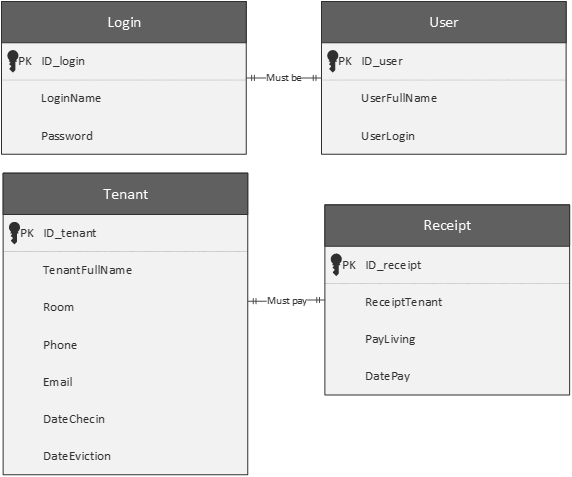 Login
PK ID_login
LoginName
Password
Must be
User
PK ID_user
UserFullName
UserLogin
Tenant
PK ID_tenant
TenantFullName
Room
Phone
Email
DateChecin
DateEviction
Must pay
Receipt
PK ID_receipt
ReceiptTenant
PayLiving
DatePay